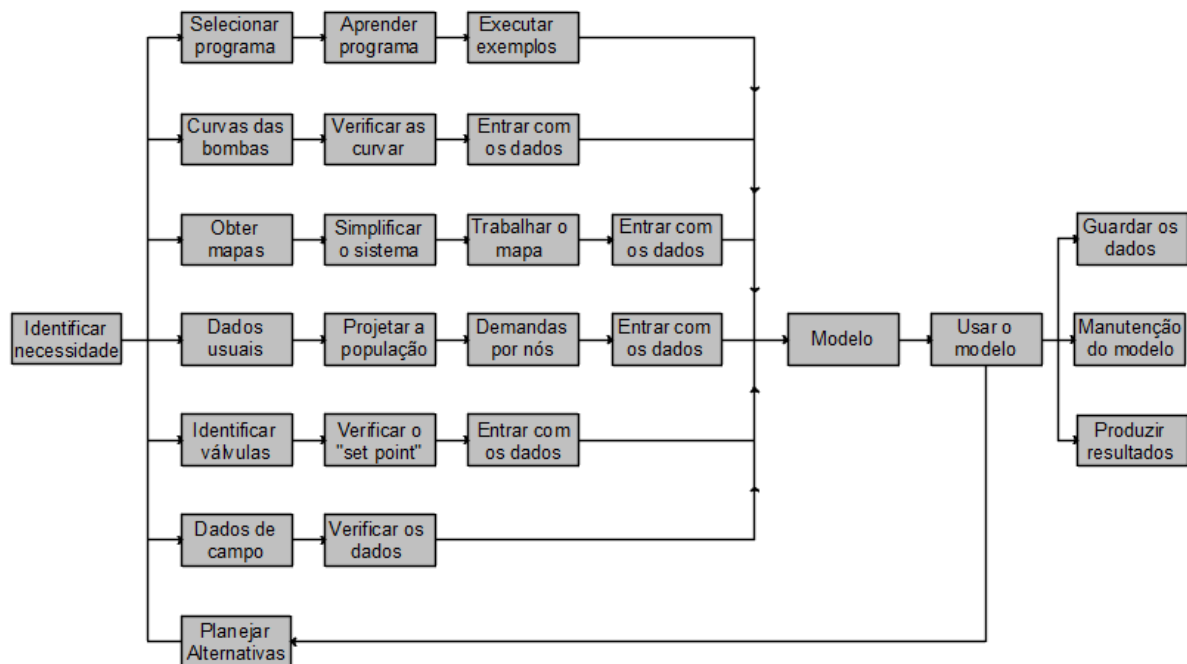 Selecionar
programa
Aprender
programa
Executar
exemplos
Curvas das
bombas
Verificar as
curvar
Entrar com
os dados
Obter
mapas
Simplificar
o sistema
Trabalhar o
mapa
Entrar com
os dados
Guardar os
dados
Identificar
necessidade
Dados
usuais
Projetar a
população
Demandas
por nós
Entrar com
os dados
Modelo
Usar o
modelo
Manutenção
do modelo
Identificar
válvulas
Verificar o
"set point"
Entrar com
os dados
Produzir
resultados
Dados de
campo
Verificar os
dados
Planejar
Alternativas